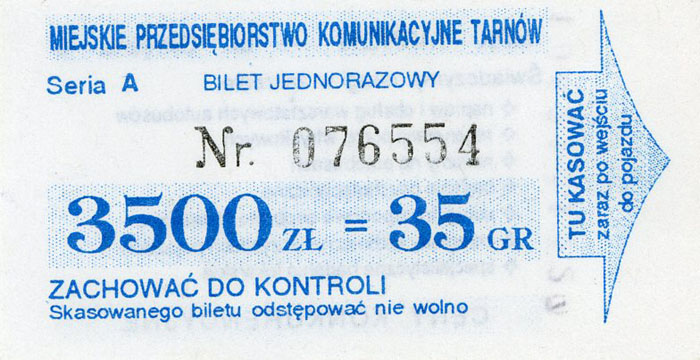 MIEJSKIE PRZEDSIĘBIORSTWO KOMUNIKACYJNE TARNÓW
Seria A BILET JEDNORAZOWY
Nr. 076554
3500 ZŁ = 35 GR
ZACHOWAĆ DO KONTROLI
Skasowanego biletu odstępować nie wolno
TU KASOWAĆ
zaraz po wejściu
do pojazdu